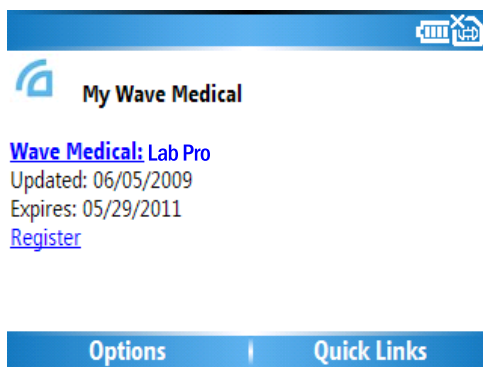 My Wave Medical
Wave Medical: Lab Pro
Updated: 06/05/2009
Expires: 05/29/2011
Register
Options Quick Links